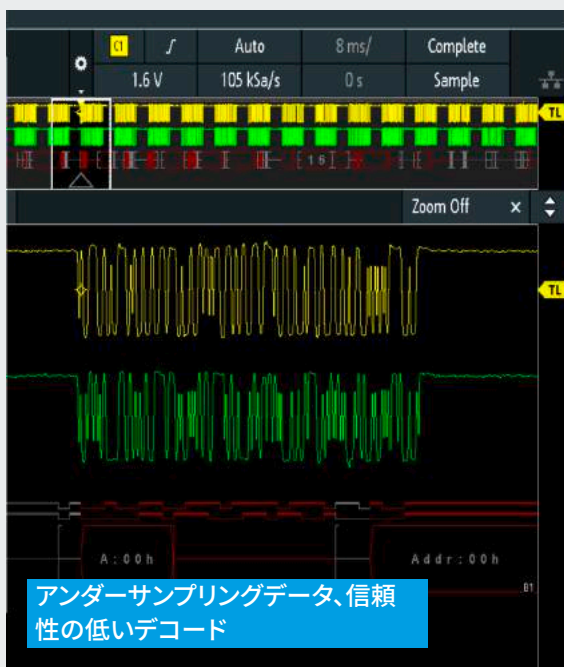 C1 Auto 8 ms/ Complete
1.6 V 105 kSa/s 0 s Sample
TL
16
Zoom Off ×
TL
A:00h Addr:00h
B1
アンダーサンプリングデータ、信頼
性の低いデコード